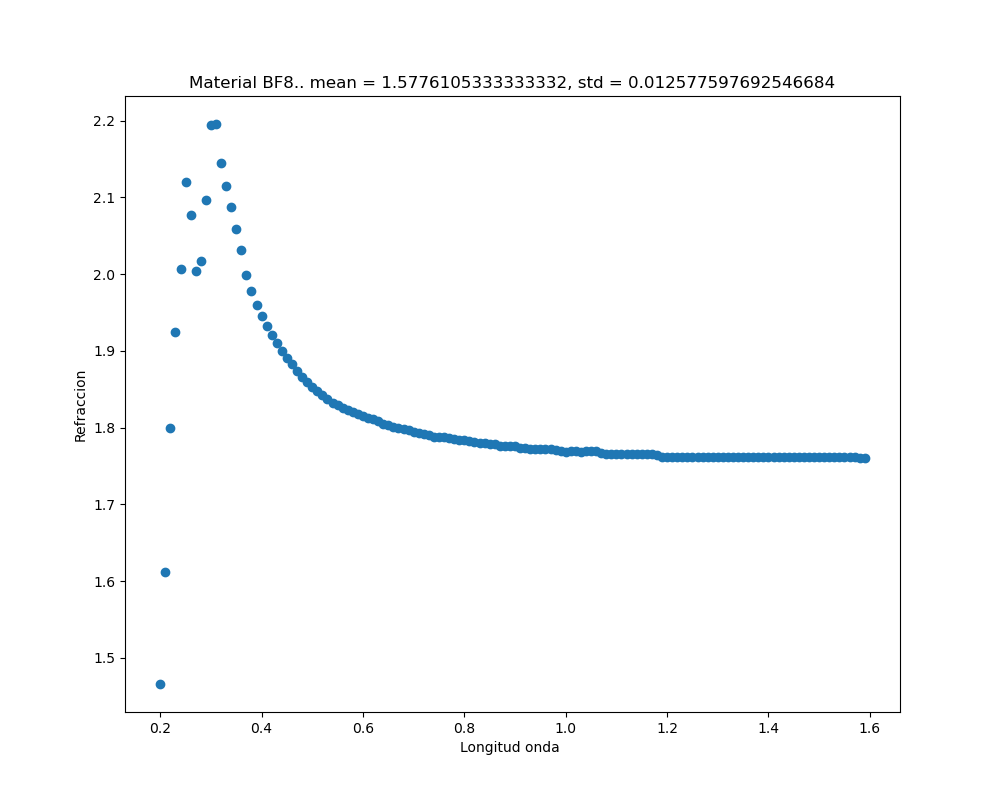 Material BF8.. mean = 1.5776105333333332, std = 0.012577597692546684
2.2
2.1
2.0
1.9
1.8
1.7
1.6
1.5
Refraccion
0.2 0.4 0.6 0.8 1.0 1.2 1.4 1.6
Longitud onda